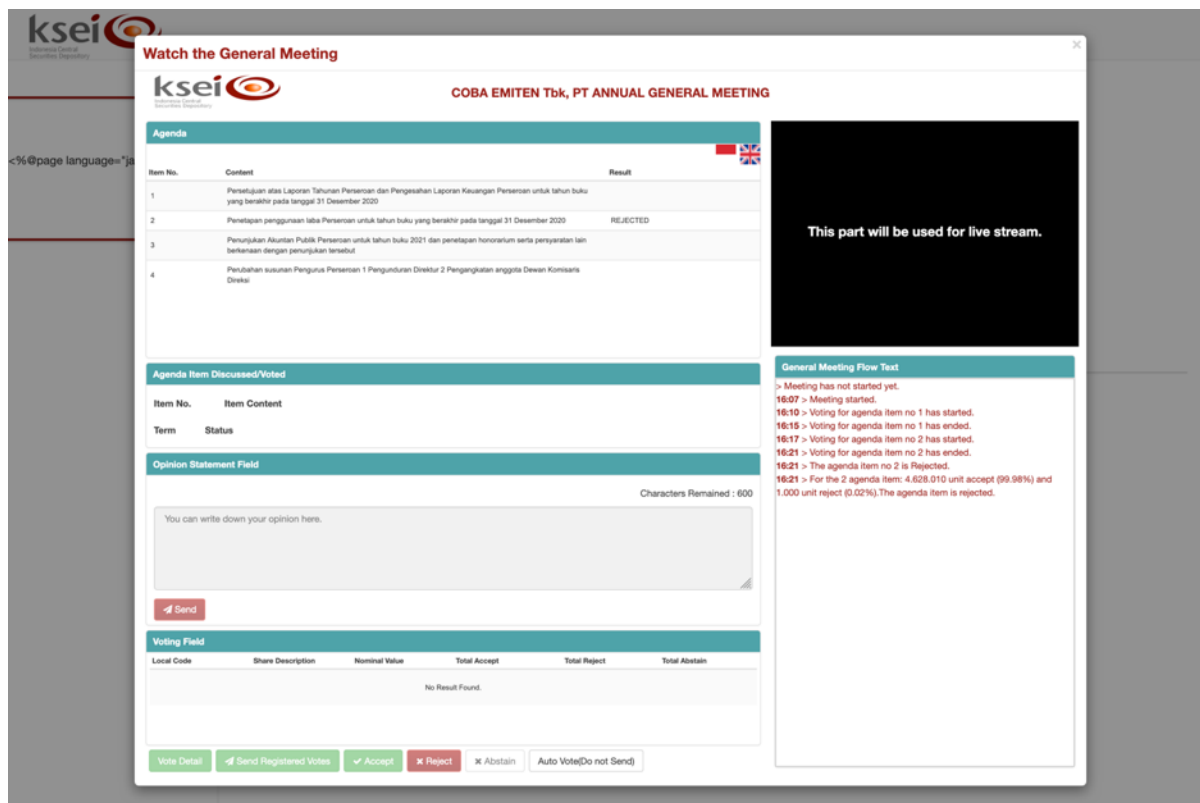 ksei
Indonesia Central
Securities Depository
<%@page language="ja
Watch the General Meeting
×
ksei
Indonesia Central
Securities Depository
COBA EMITEN Tbk, PT ANNUAL GENERAL MEETING
Agenda
Item No. Content Result
1 Persetujuan atas Laporan Tahunan Perseroan dan Pengesahan Laporan Keuangan Perseroan untuk tahun buku
yang berakhir pada tanggal 31 Desember 2020
2 Penetapan penggunaan laba Perseroan untuk tahun buku yang berakhir pada tanggal 31 Desember 2020 REJECTED
3 Penunjukan Akuntan Publik Perseroan untuk tahun buku 2021 dan penetapan honorarium serta persyaratan lain
berkenaan dengan penunjukan tersebut
4 Perubahan susunan Pengurus Perseroan 1 Pengunduran Direktur 2 Pengangkatan anggota Dewan Komisaris
Direksi
This part will be used for live stream.
Agenda Item Discussed/Voted
Item No. Item Content
Term Status
Opinion Statement Field
Characters Remained : 600
You can write down your opinion here.
Send
Voting Field
Local Code Share Description Nominal Value Total Accept Total Reject Total Abstain
No Result Found.
Vote Detail Send Registered Votes Accept Reject Abstain Auto Vote(Do not Send)
General Meeting Flow Text
> Meeting has not started yet.
16:07 > Meeting started.
16:10 > Voting for agenda item no 1 has started.
16:15 > Voting for agenda item no 1 has ended.
16:17 > Voting for agenda item no 2 has started.
16:21 > Voting for agenda item no 2 has ended.
16:21 > The agenda item no 2 is Rejected.
16:21 > For the 2 agenda item: 4.628.010 unit accept (99.98%) and
1.000 unit reject (0.02%).The agenda item is rejected.